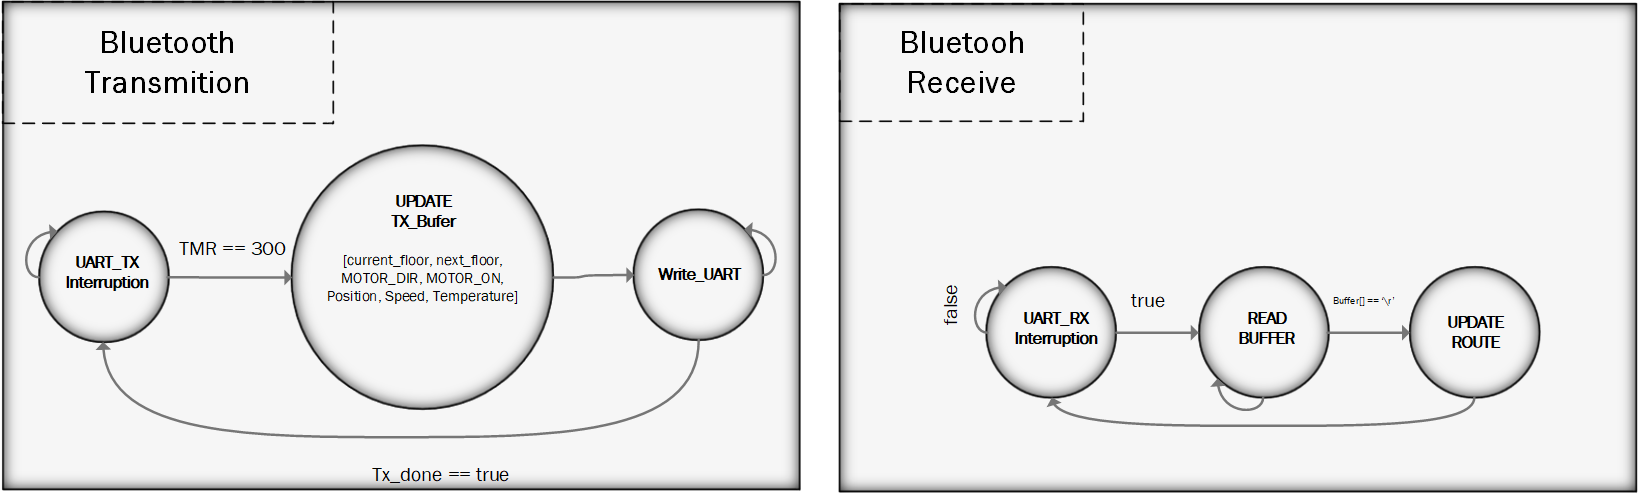 Bluetooth
Transmition
UART_TX
Interruption
TMR == 300
UPDATE
TX_Bufer
[current_floor, next_floor,
MOTOR_DIR, MOTOR_ON,
Position, Speed, Temperature]
Write_UART
Tx_done == true
Bluetooh
Receive
false
UART_RX
Interruption
true
READ
BUFFER
Buffer[] == '\r'
UPDATE
ROUTE